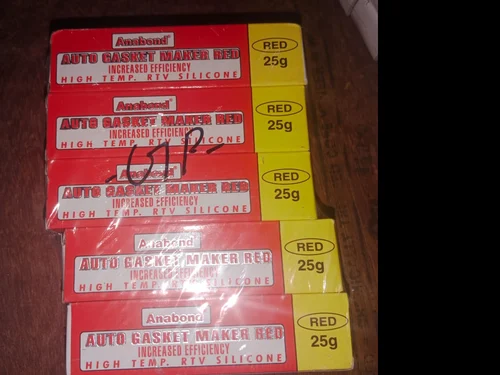 Anabond®
AUTO GASKET MAKER RED
INCREASED EFFICIENCY
HIGH TEMP. RTV SILICONE
RED
25g
Anabond®
AUTO GASKET MAKER RED
INCREASED EFFICIENCY
HIGH TEMP. RTV SILICONE
RED
25g
Anabond®
AUTO GASKET MAKER RED
INCREASED EFFICIENCY
HIGH TEMP. RTV SILICONE
RED
25g
Anabond®
AUTO GASKET MAKER RED
INCREASED EFFICIENCY
HIGH TEMP. RTV SILICONE
RED
25g
Anabond®
AUTO GASKET MAKER RED
INCREASED EFFICIENCY
HIGH TEMP. RTV SILICONE
RED
25g